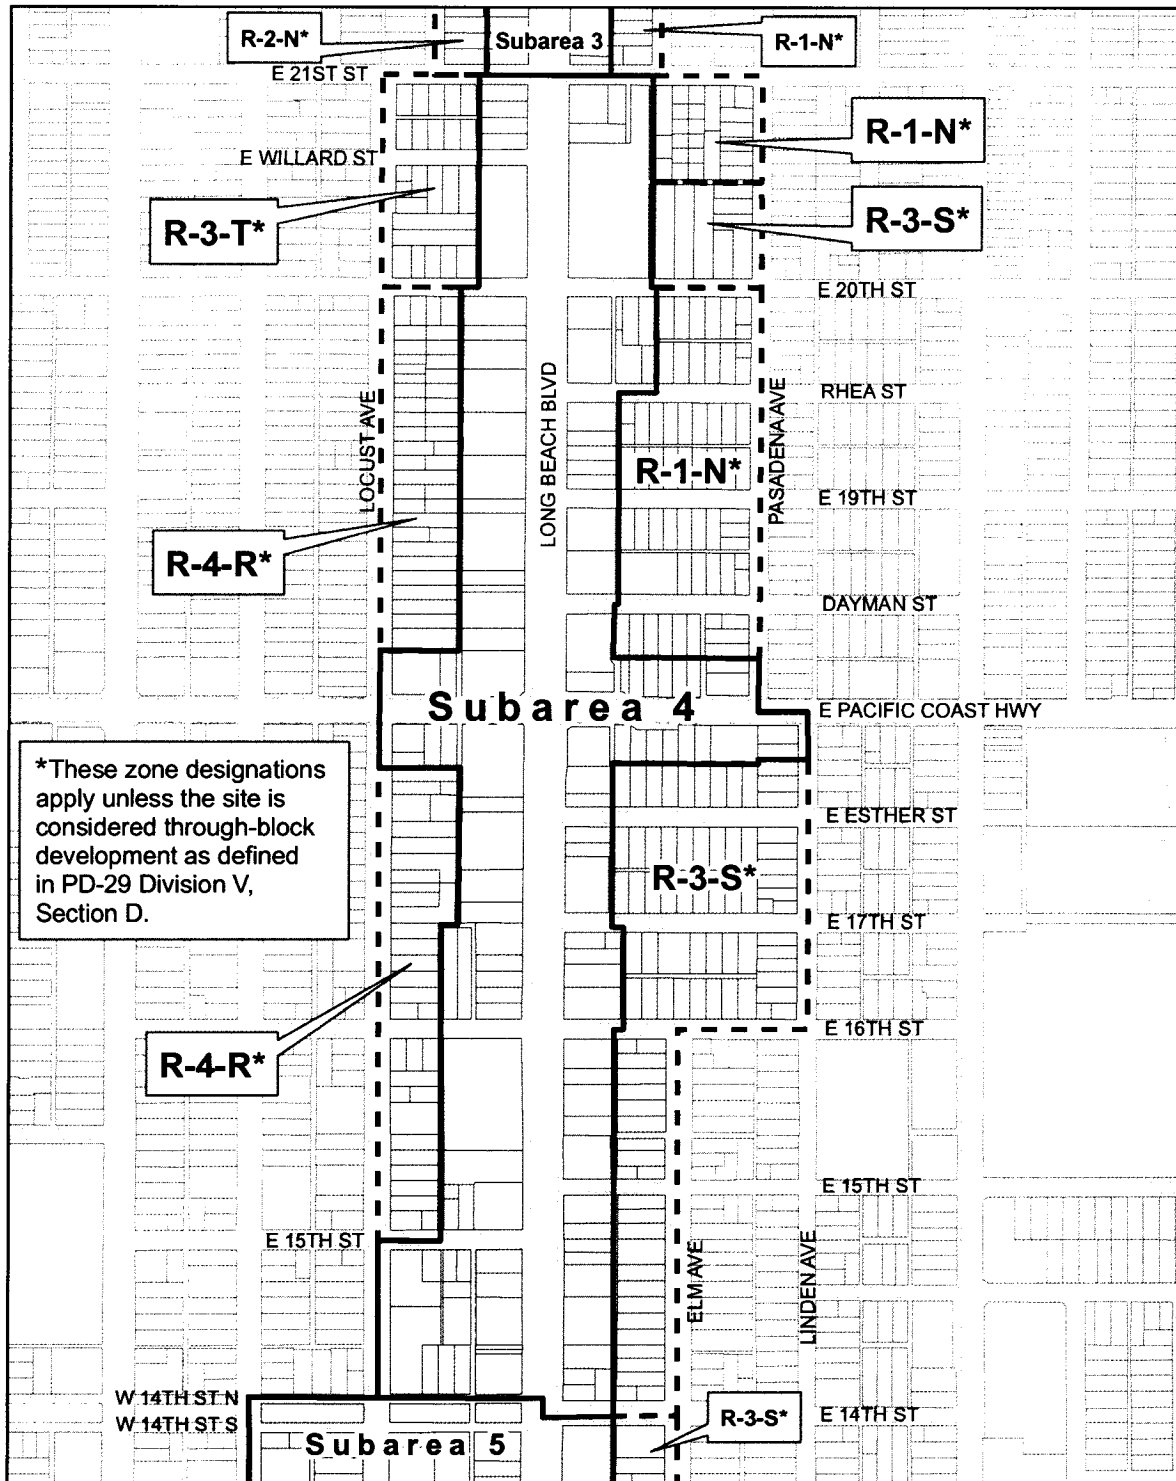 R-2-N*
Subarea 3
R-1-N*
E 21ST ST
R-1-N*
E WILLARD ST
R-3-T*
R-3-S*
E 20TH ST
LOCUST AVE
LONG BEACH BLVD
PASADENA AVE
RHEA ST
R-1-N*
E 19TH ST
R-4-R*
DAYMAN ST
Subarea 4
E PACIFIC COAST HWY
*These zone designations
apply unless the site is
considered through-block
development as defined
in PD-29 Division V,
Section D.
E ESTHER ST
R-3-S*
E 17TH ST
E 16TH ST
R-4-R*
E 15TH ST
E 15TH ST
ELM AVE
LINDEN AVE
W 14TH ST N
W 14TH ST S
R-3-S*
E 14TH ST
Subarea 5